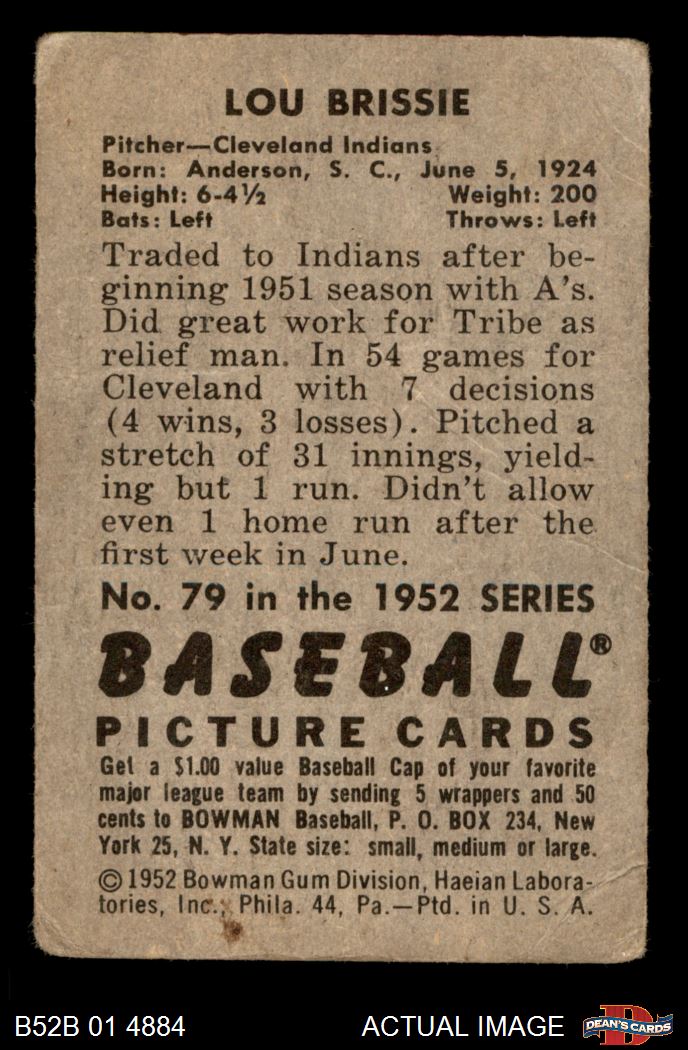 LOU BRISSIE
Pitcher—Cleveland Indians
Born: Anderson, S. C., June 5, 1924
Height: 6-4½ Weight: 200
Bats: Left Throws: Left
Traded to Indians after be-
ginning 1951 season with A's.
Did great work for Tribe as
relief man. In 54 games for
Cleveland with 7 decisions
(4 wins, 3 losses). Pitched a
stretch of 31 innings, yield-
ing but 1 run. Didn't allow
even 1 home run after the
first week in June.
No. 79 in the 1952 SERIES
BASEBALL®
PICTURE CARDS
Get a $1.00 value Baseball Cap of your favorite
major league team by sending 5 wrappers and 50
cents to BOWMAN Baseball, P. O. BOX 234, New
York 25, N. Y. State size: small, medium or large.
© 1952 Bowman Gum Division, Haelan Labora-
tories, Inc., Phila. 44, Pa.—Ptd. in U. S. A.
B52B 01 4884 ACTUAL IMAGE D DEAN'S CARDS